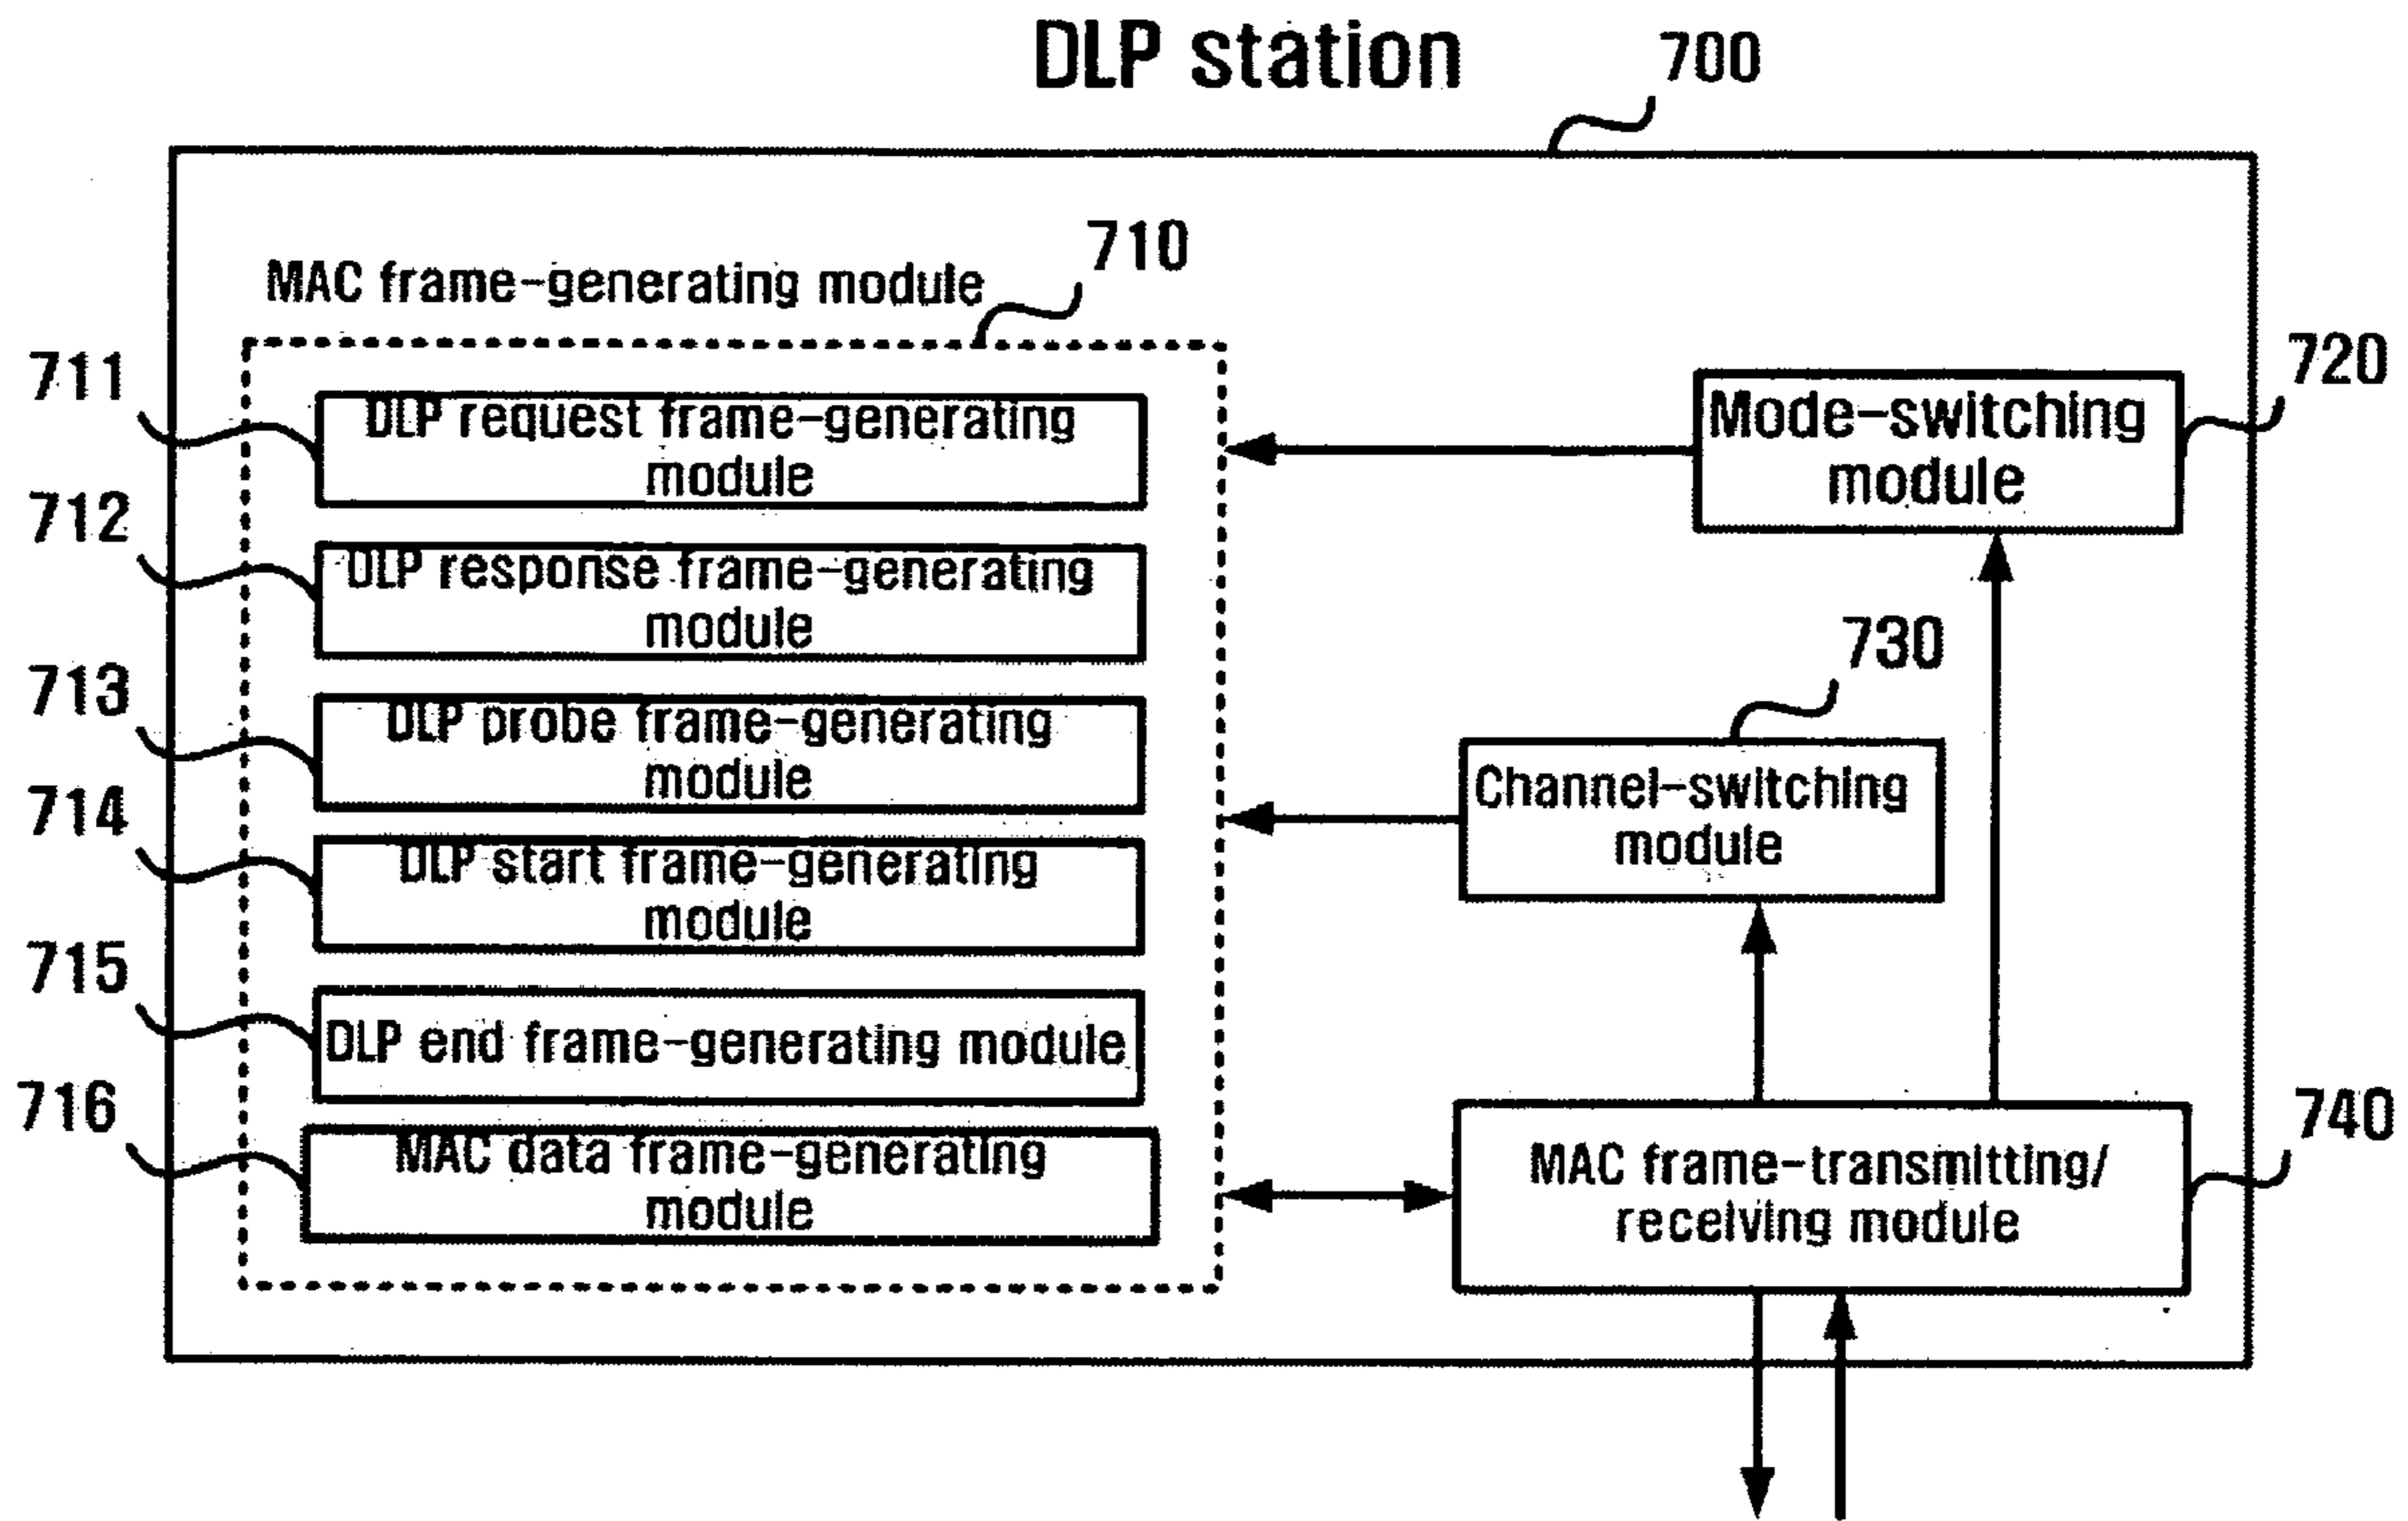 DLP station
700
MAC frame-generating module
710
711
DLP request frame-generating
module
712
DLP response frame-generating
module
713
DLP probe frame-generating
module
714
DLP start frame-generating
module
715
DLP end frame-generating module
716
MAC data frame-generating
module
720
Mode-switching
module
730
Channel-switching
module
740
MAC frame-transmitting/
receiving module